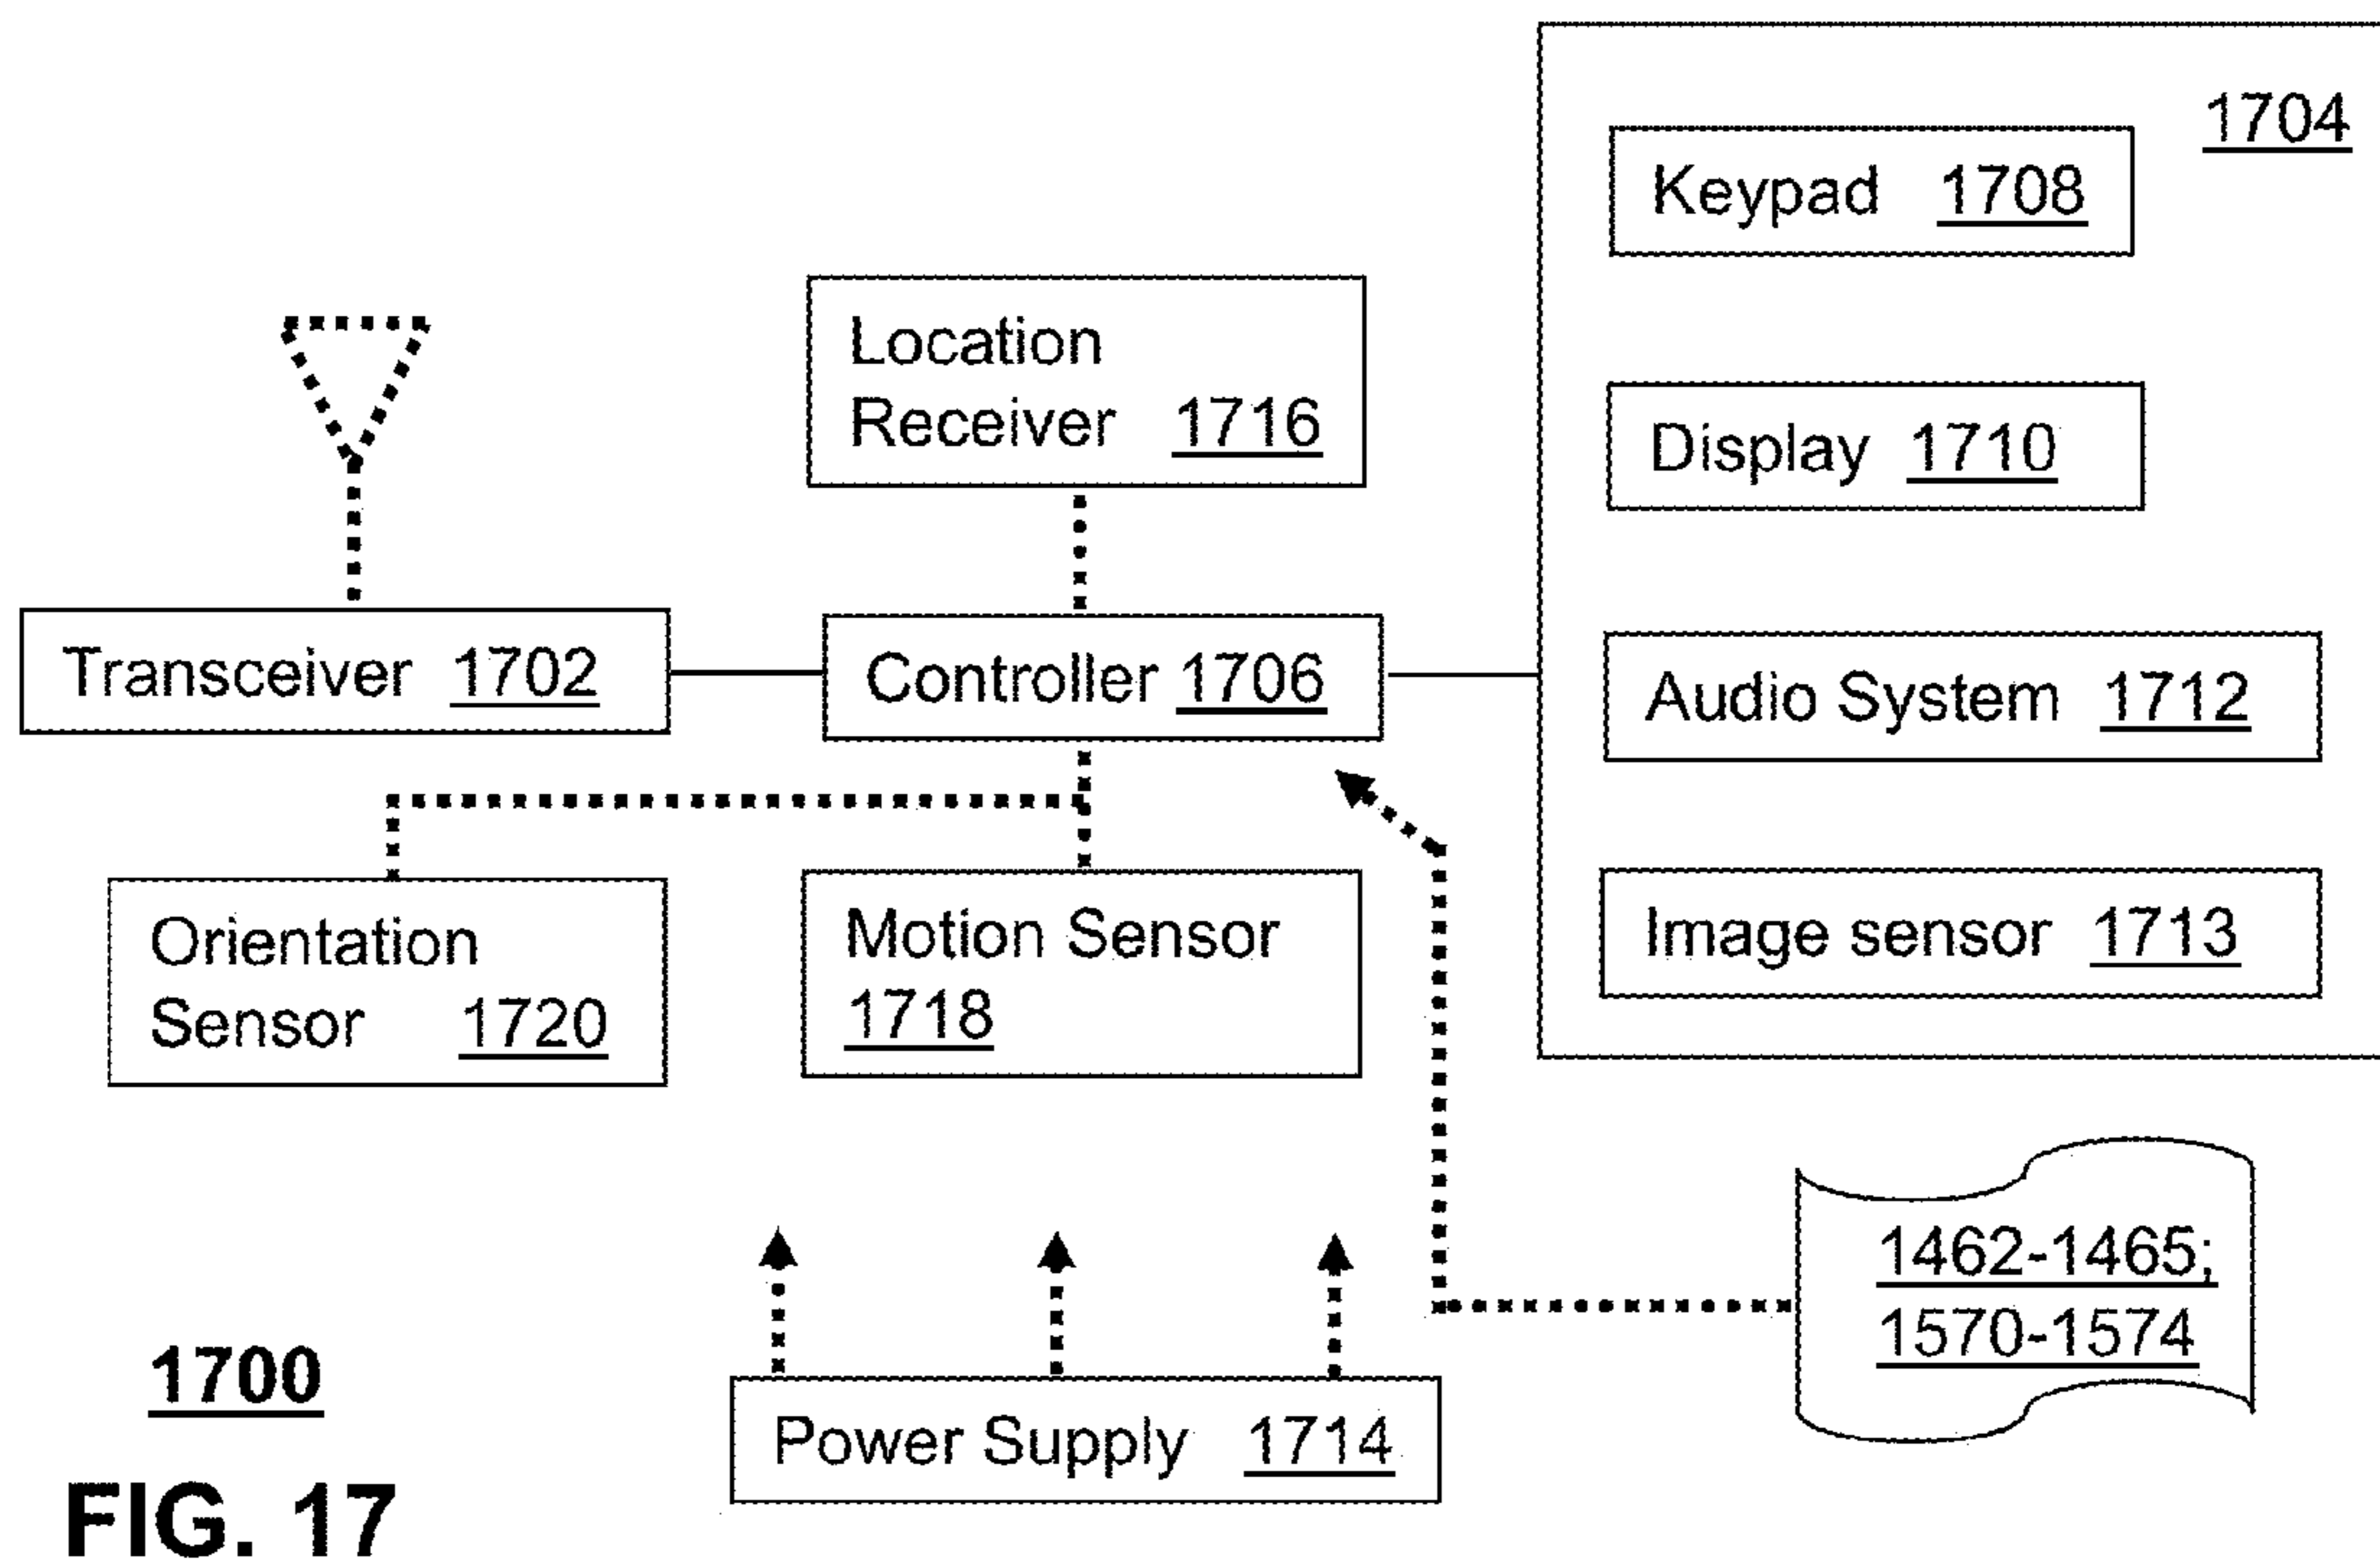 1704
Keypad 1708
Location
Receiver 1716
Display 1710
Transceiver 1702
Controller 1706
Audio System 1712
Orientation
Sensor 1720
Motion Sensor
1718
Image sensor 1713
1462-1465;
1570-1574
Power Supply 1714
1700
FIG. 17